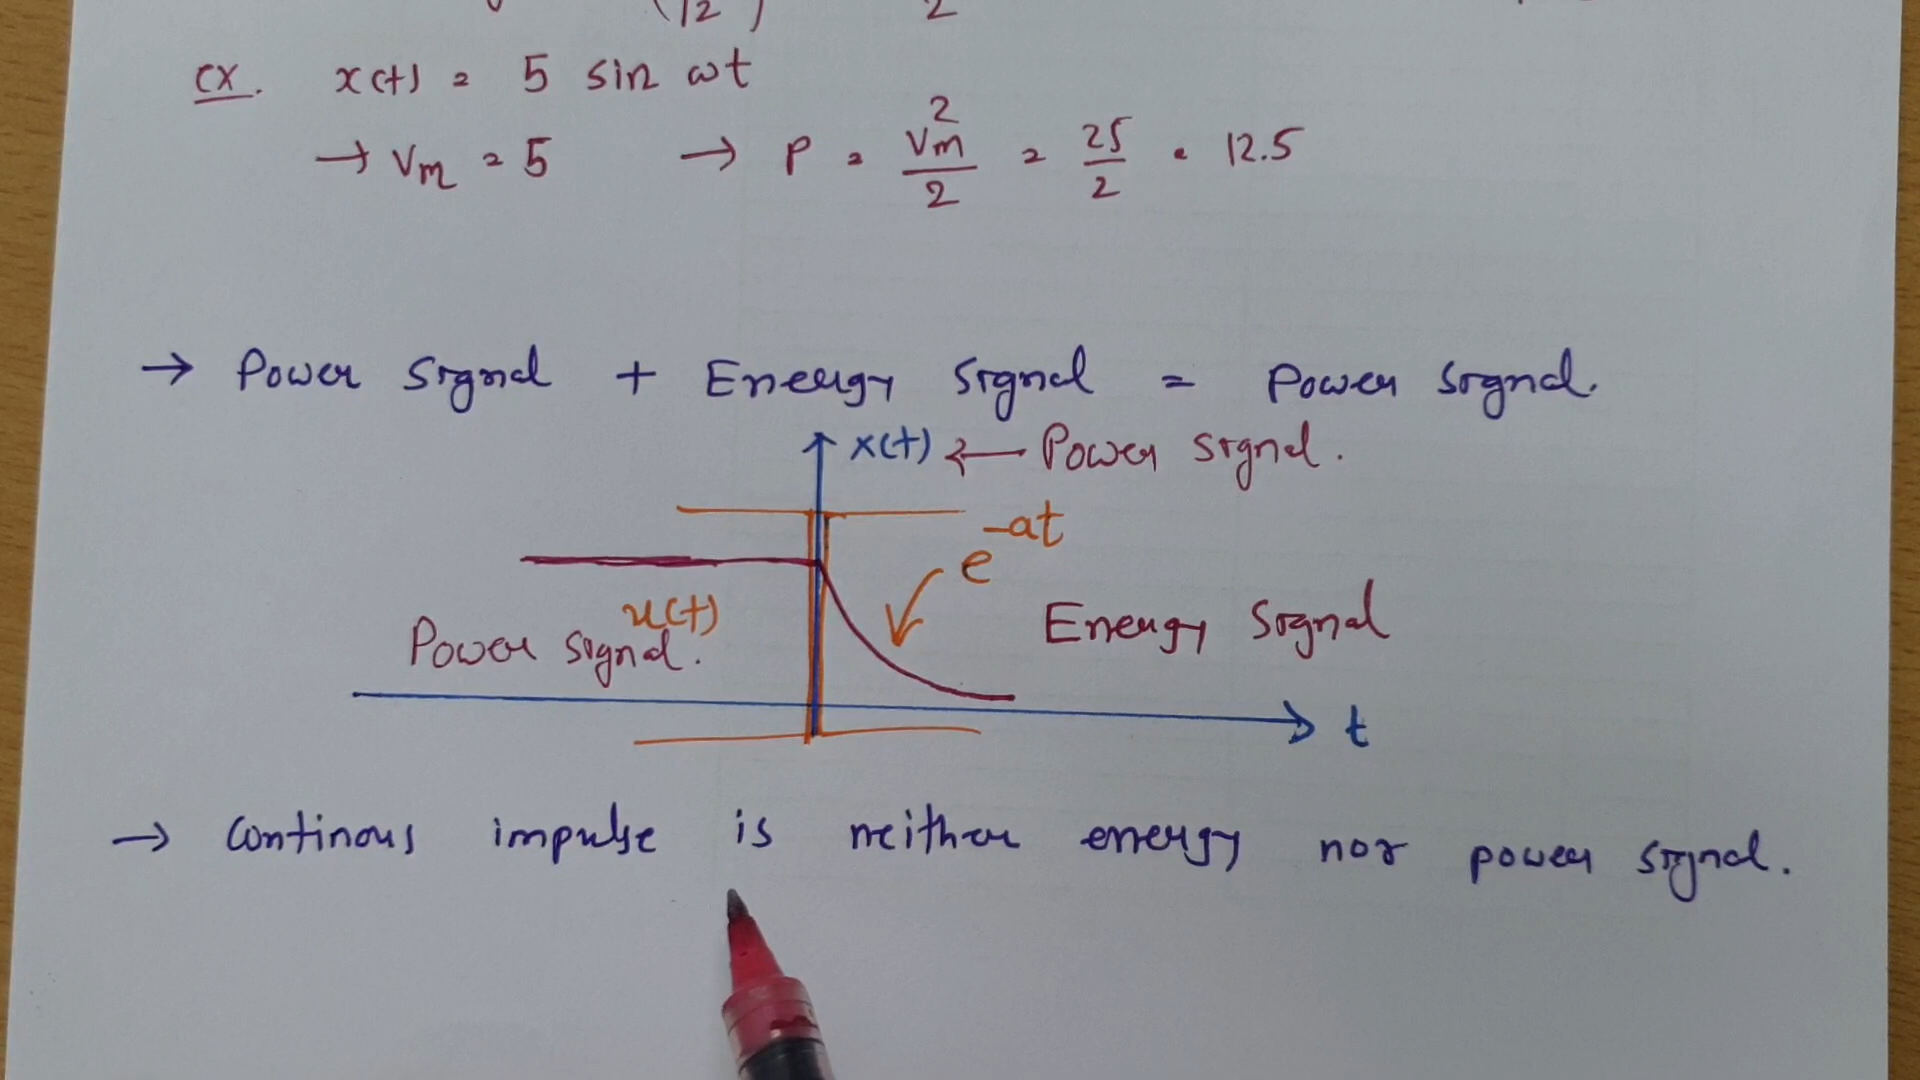 ex. x(t) = 5 sin ωt
→ Vm = 5 → P = Vm²/2 = 25/2 = 12.5
→ Power Signal + Energy Signal = Power Signal.
x(t) ← Power Signal.
e^-at
u(t)
Power Signal.
Energy Signal
t
→ Continous impulse is neither energy nor power signal.